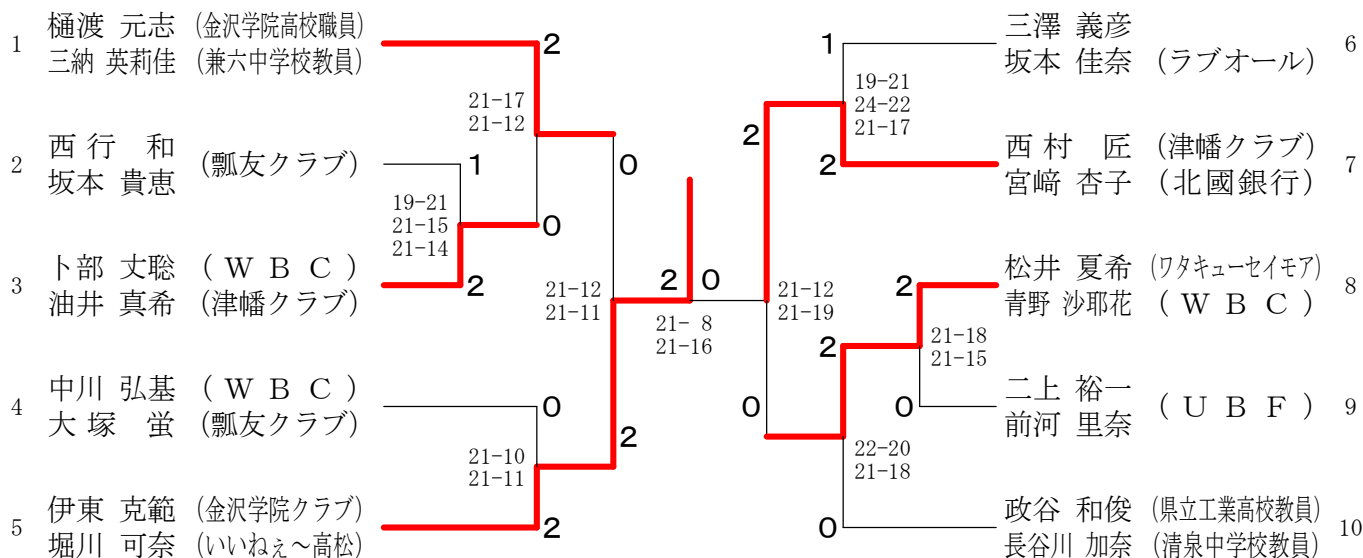 1
樋渡 元志 (金沢学院高校職員)
三納 英莉佳 (兼六中学校教員)
2
21-17
21-12
2
西 行 和
坂本 貴恵 (瓢友クラブ)
1
0
19-21
21-15
21-14
0
3
卜部 丈聡 (WBC)
油井 真希 (津幡クラブ)
2
21-12
21-11
4
中川 弘基 (WBC)
大 塚 蛍 (瓢友クラブ)
0
2
21-10
21-11
5
伊東 克範 (金沢学院クラブ)
堀川 可奈 (いいねぇ~高松)
2
2 0
21- 8
21-16
1
三澤 義彦
坂本 佳奈 (ラブオール)
6
19-21
24-22
21-17
2
2
西 村 匠 (津幡クラブ)
宮﨑 杏子 (北國銀行)
7
21-12
21-19
2
松井 夏希 (ワタキューセイモア)
青野 沙耶花 (WBC)
8
2
21-18
21-15
0
0
二上 裕一
前河 里奈 (UBF)
9
22-20
21-18
0
政谷 和俊 (県立工業高校教員)
長谷川 加奈 (清泉中学校教員)
10